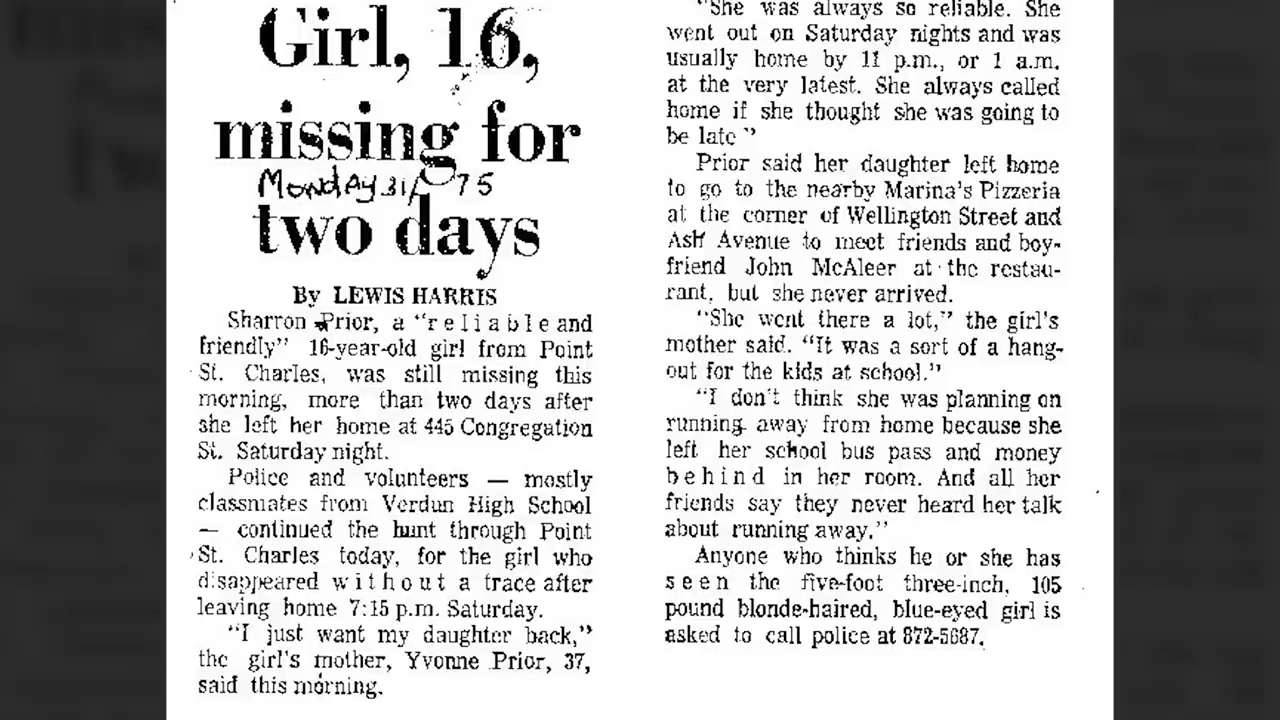 Girl, 16,
missing for
Monday 31/ 75
two days
By LEWIS HARRIS
Sharron Prior, a "reliable and
friendly" 16-year-old girl from Point
St. Charles, was still missing this
morning, more than two days after
she left her home at 445 Congregation
St. Saturday night.
Police and volunteers — mostly
classmates from Verdun High School
— continued the hunt through Point
St. Charles today, for the girl who
disappeared without a trace after
leaving home 7:15 p.m. Saturday.
"I just want my daughter back,"
the girl's mother, Yvonne Prior, 37,
said this morning.
"She was always so reliable. She
went out on Saturday nights and was
usually home by 11 p.m., or 1 a.m.
at the very latest. She always called
home if she thought she was going to
be late"
Prior said her daughter left home
to go to the nearby Marina's Pizzeria
at the corner of Wellington Street and
Ash Avenue to meet friends and boy-
friend John McAleer at the restau-
rant, but she never arrived.
"She went there a lot," the girl's
mother said. "It was a sort of a hang-
out for the kids at school."
"I don't think she was planning on
running away from home because she
left her school bus pass and money
behind in her room. And all her
friends say they never heard her talk
about running away."
Anyone who thinks he or she has
seen the five-foot three-inch, 105
pound blonde-haired, blue-eyed girl is
asked to call police at 872-5687.